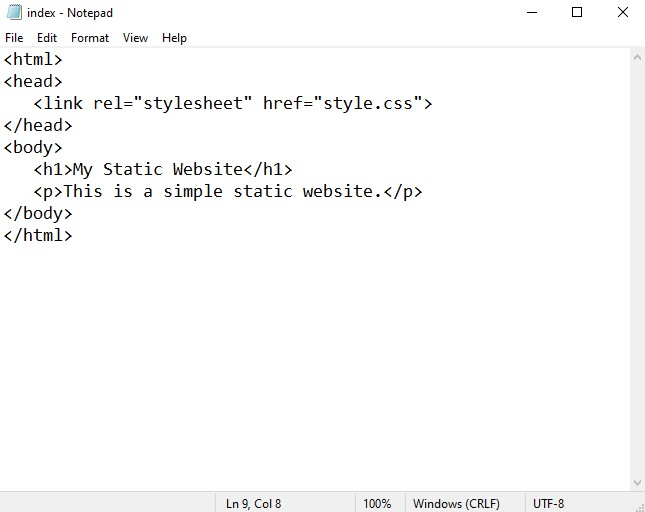 index - Notepad
File Edit Format View Help
<html>
<head>
   <link rel="stylesheet" href="style.css">
</head>
<body>
   <h1>My Static Website</h1>
   <p>This is a simple static website.</p>
</body>
</html>
Ln 9, Col 8 100% Windows (CRLF) UTF-8